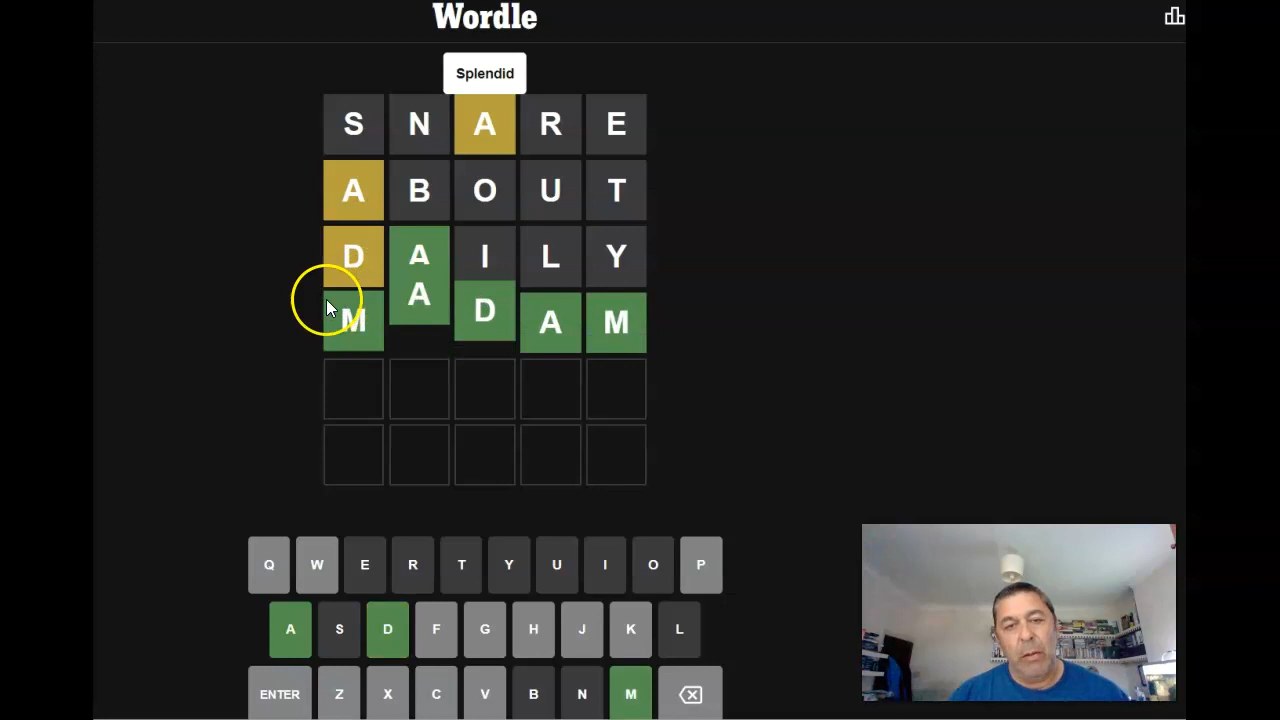 Wordle
Splendid
S N A R E
A B O U T
D A I L Y
M A D A M
Q W E R T Y U I O P
A S D F G H J K L
ENTER Z X C V B N M